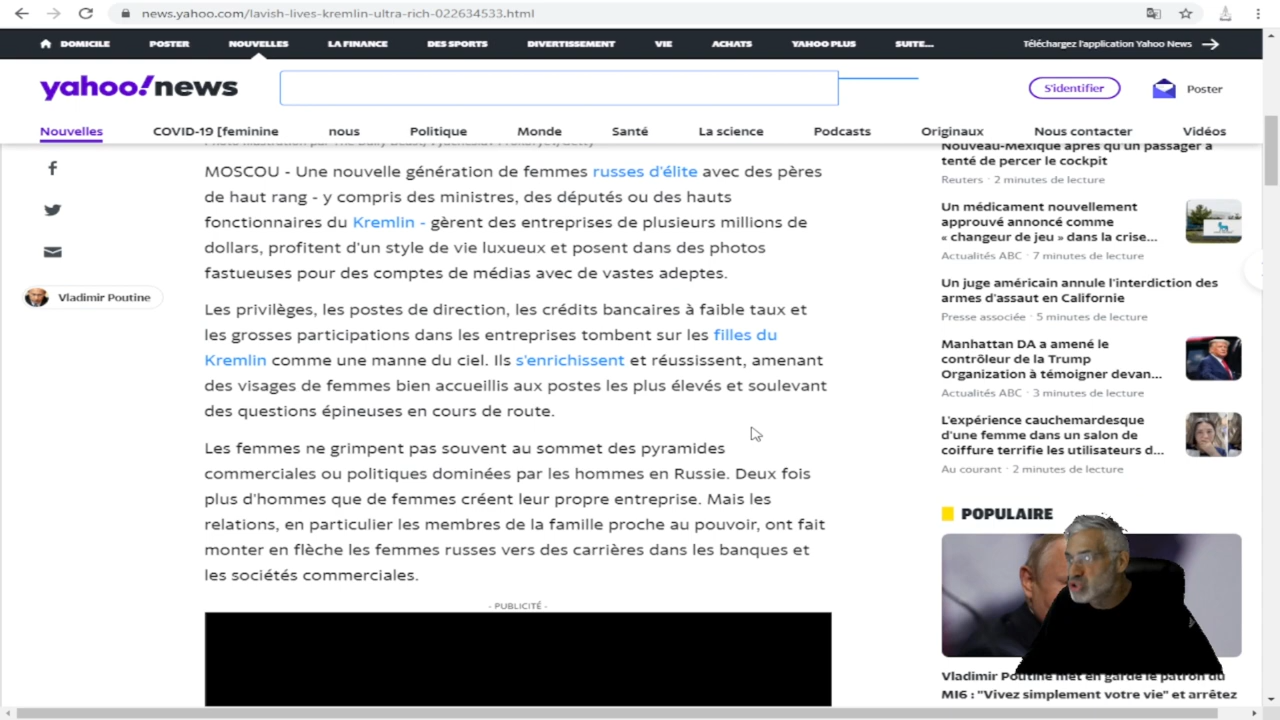 news.yahoo.com/lavish-lives-kremlin-ultra-rich-022634533.html
DOMICILE POSTER NOUVELLES LA FINANCE DES SPORTS DIVERTISSEMENT VIE ACHATS YAHOO PLUS SUITE... Téléchargez l'application Yahoo News
yahoo!news S'identifier Poster
Nouvelles COVID-19 [feminine nous Politique Monde Santé La science Podcasts Originaux Nous contacter Vidéos
MOSCOU - Une nouvelle génération de femmes russes d'élite avec des pères
de haut rang - y compris des ministres, des députés ou des hauts
fonctionnaires du Kremlin - gèrent des entreprises de plusieurs millions de
dollars, profitent d'un style de vie luxueux et posent dans des photos
fastueuses pour des comptes de médias avec de vastes adeptes.
Vladimir Poutine
Les privilèges, les postes de direction, les crédits bancaires à faible taux et
les grosses participations dans les entreprises tombent sur les filles du
Kremlin comme une manne du ciel. Ils s'enrichissent et réussissent, amenant
des visages de femmes bien accueillis aux postes les plus élevés et soulevant
des questions épineuses en cours de route.
Les femmes ne grimpent pas souvent au sommet des pyramides
commerciales ou politiques dominées par les hommes en Russie. Deux fois
plus d'hommes que de femmes créent leur propre entreprise. Mais les
relations, en particulier les membres de la famille proche au pouvoir, ont fait
monter en flèche les femmes russes vers des carrières dans les banques et
les sociétés commerciales.
- PUBLICITÉ -
Nouveau-Mexique après qu'un passager a
tenté de percer le cockpit
Reuters · 2 minutes de lecture
Un médicament nouvellement
approuvé annoncé comme
« changeur de jeu » dans la crise...
Actualités ABC · 7 minutes de lecture
Un juge américain annule l'interdiction des
armes d'assaut en Californie
Presse associée · 5 minutes de lecture
Manhattan DA a amené le
contrôleur de la Trump
Organization à témoigner devan...
Actualités ABC · 3 minutes de lecture
L'expérience cauchemardesque
d'une femme dans un salon de
coiffure terrifie les utilisateurs d...
Au courant · 2 minutes de lecture
POPULAIRE
Vladimir Poutine met en garde le patron du
MI6 : "Vivez simplement votre vie" et arrêtez